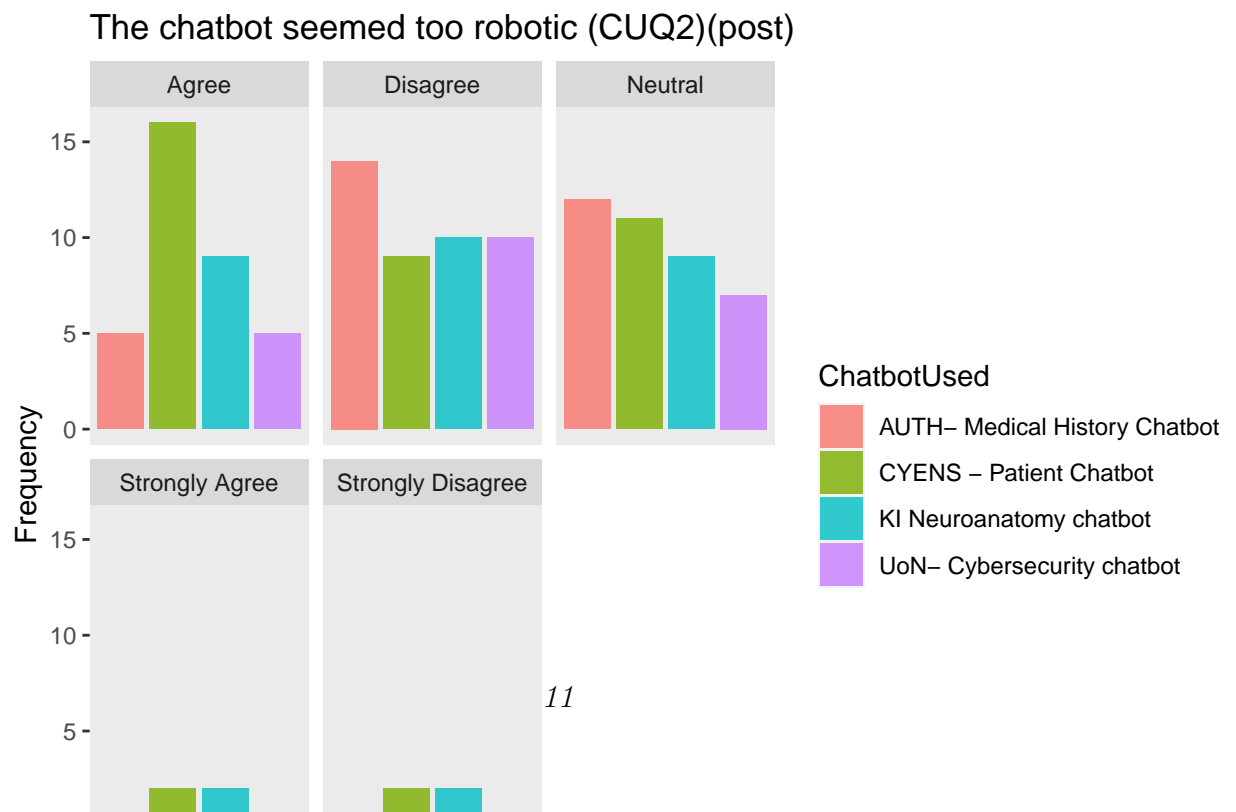 The chatbot seemed too robotic (CUQ2)(post)
Agree
Disagree
Neutral
15
10
5
0
Frequency
Strongly Agree
Strongly Disagree
15
10
5
11
ChatbotUsed
AUTH− Medical History Chatbot
CYENS − Patient Chatbot
KI Neuroanatomy chatbot
UoN− Cybersecurity chatbot